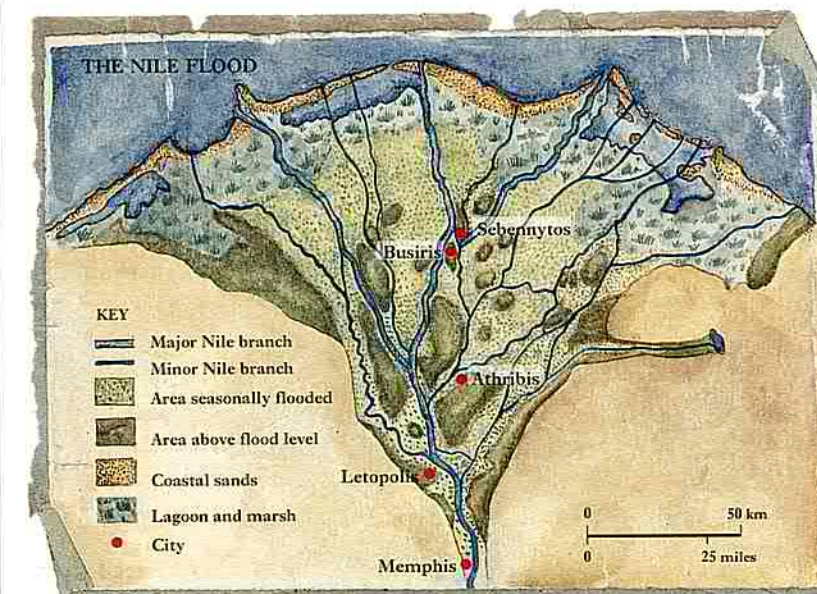 THE NILE FLOOD
Sebennytos
Busiris
KEY
Major Nile branch
Minor Nile branch
Area seasonally flooded
Athribis
Area above flood level
Coastal sands
Letopolis
Lagoon and marsh
0 50 km
City
0 25 miles
Memphis